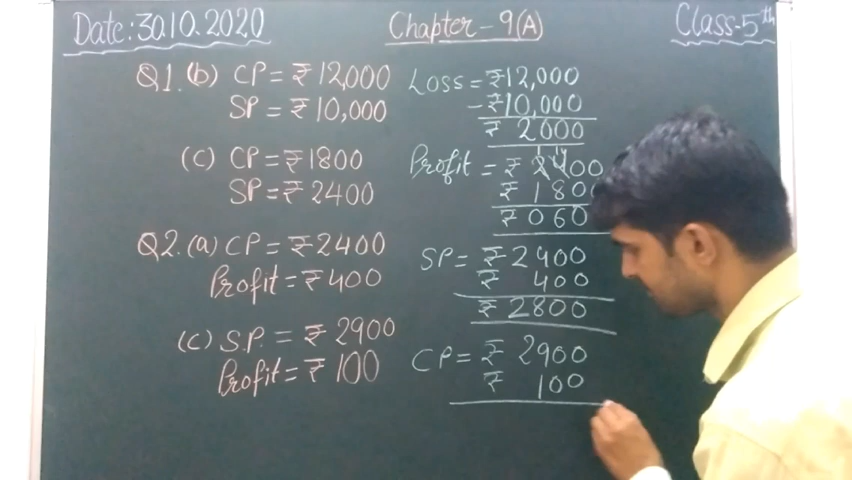 Date:30.10.2020 Chapter-9(A) Class-5th
Q1.(b) CP = ₹12,000 Loss = ₹12,000
SP = ₹10,000 - ₹10,000
₹ 2000
(c) CP = ₹1800 Profit = ₹ 2400
SP = ₹2400 ₹ 1800
₹ 060
Q2.(a) CP = ₹2400 SP = ₹2400
Profit = ₹400 ₹ 400
₹2800
(c) S.P. = ₹2900 CP = ₹ 2900
Profit = ₹ 100 ₹ 100